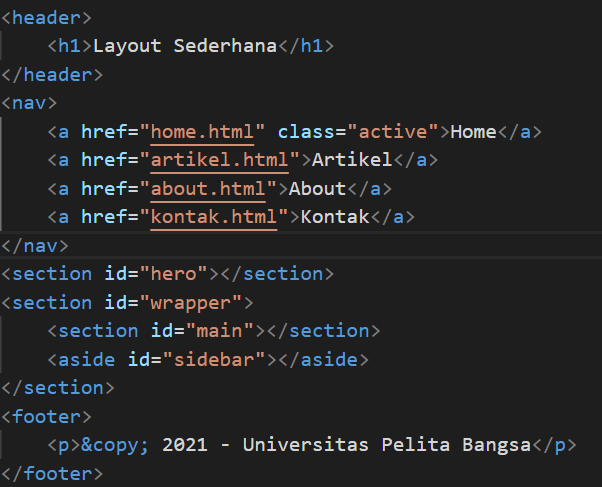 <header>
    <h1>Layout Sederhana</h1>
</header>
<nav>
    <a href="home.html" class="active">Home</a>
    <a href="artikel.html">Artikel</a>
    <a href="about.html">About</a>
    <a href="kontak.html">Kontak</a>
</nav>
<section id="hero"></section>
<section id="wrapper">
    <section id="main"></section>
    <aside id="sidebar"></aside>
</section>
<footer>
    <p>&copy; 2021 - Universitas Pelita Bangsa</p>
</footer>